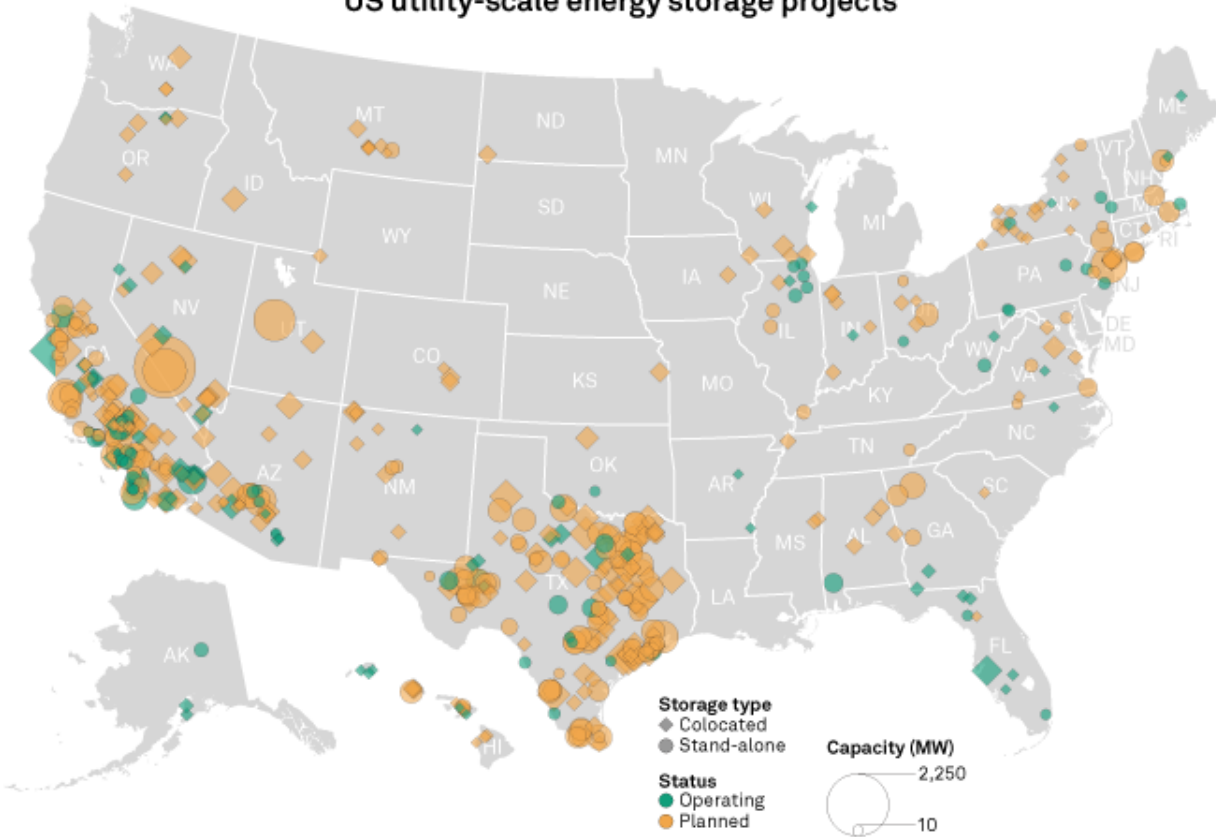 US utility-scale energy storage projects
WA
MT
ND
MN
ME
OR
ID
SD
WI
MI
VT
NH
WY
NY
MA
CT
RI
IA
PA
NV
NE
NJ
UT
IL
IN
OH
DE
MD
CA
CO
WV
KS
MO
VA
KY
NC
TN
AZ
NM
OK
AR
SC
MS
AL
GA
TX
LA
AK
FL
HI
Storage type
Colocated
Stand-alone
Status
Operating
Planned
Capacity (MW)
2,250
10